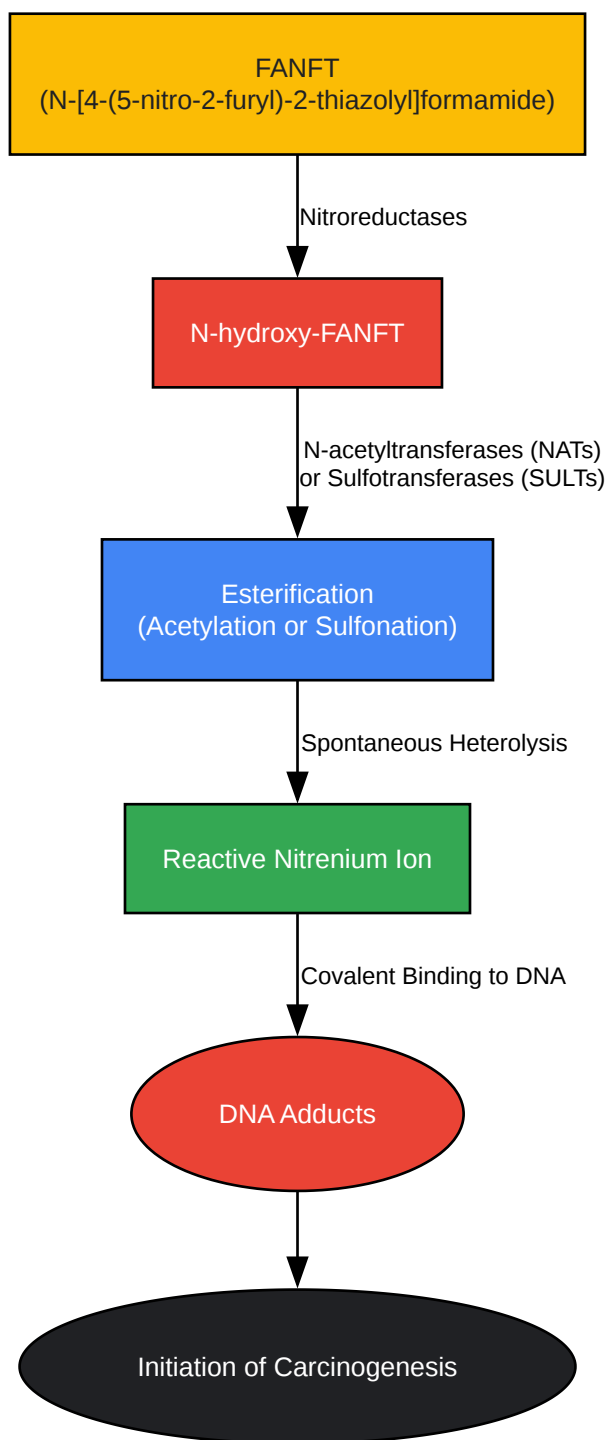 FANFT
(N-[4-(5-nitro-2-furyl)-2-thiazolyl]formamide)
Nitroreductases
N-hydroxy-FANFT
N-acetyltransferases (NATs)
or Sulfotransferases (SULTs)
Esterification
(Acetylation or Sulfonation)
Spontaneous Heterolysis
Reactive Nitrenium Ion
Covalent Binding to DNA
DNA Adducts
Initiation of Carcinogenesis